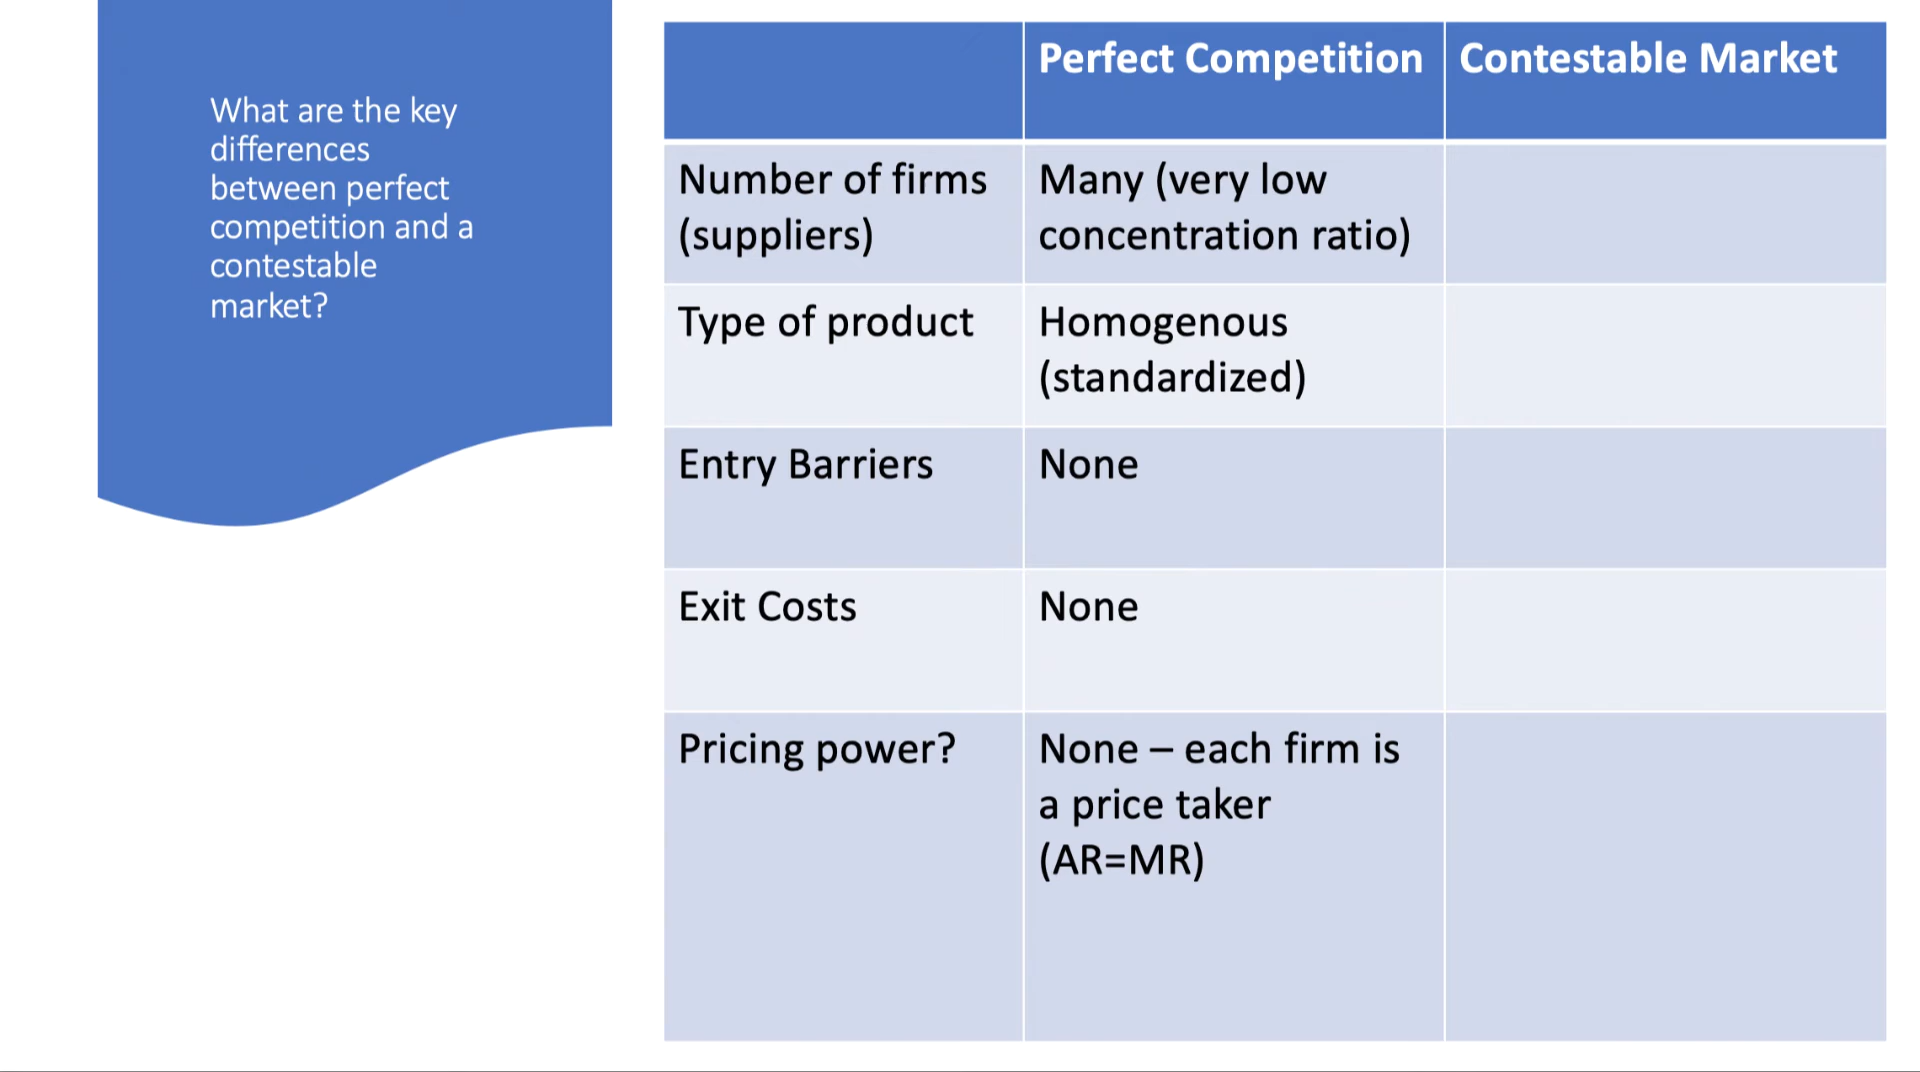 What are the key
differences
between perfect
competition and a
contestable
market?
Perfect Competition
Contestable Market
Number of firms
(suppliers)
Many (very low
concentration ratio)
Type of product
Homogenous
(standardized)
Entry Barriers
None
Exit Costs
None
Pricing power?
None – each firm is
a price taker
(AR=MR)